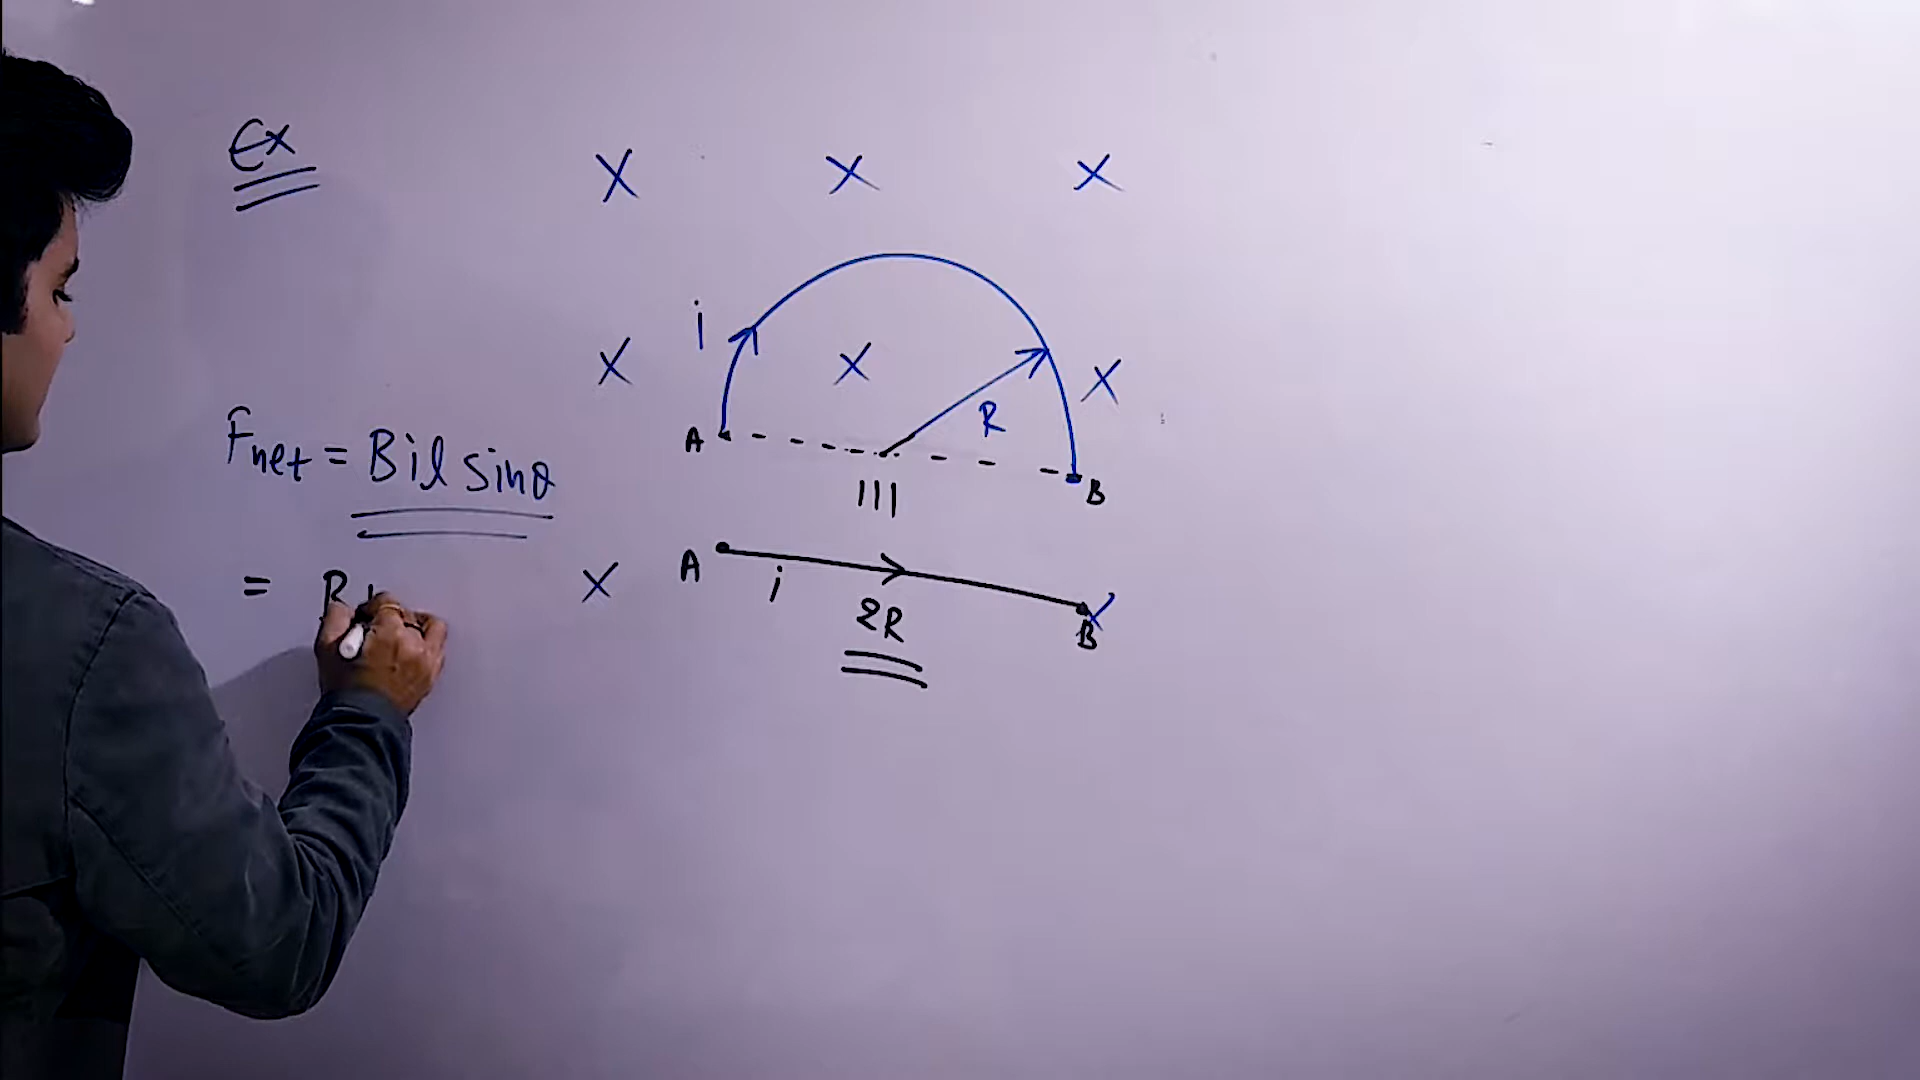 Ex
X X X
i
X X X
R
A B
Fnet = Bil sinθ
A i B
= B
X X
2R